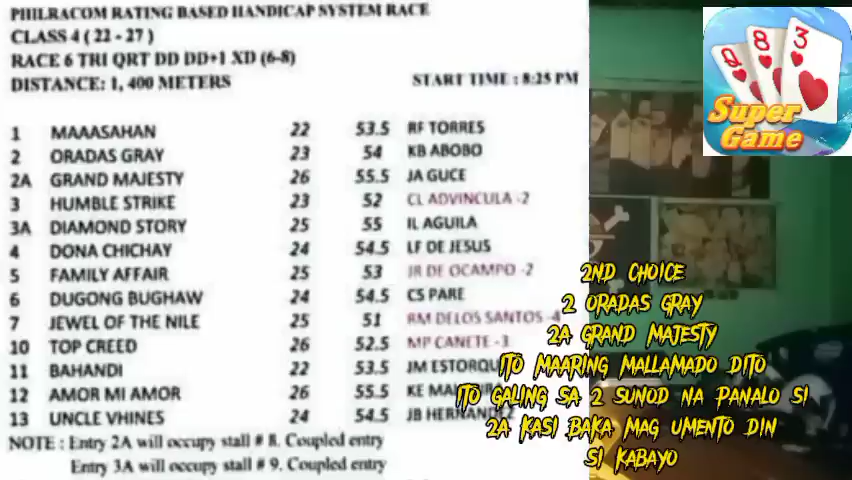 PHILRACOM RATING BASED HANDICAP SYSTEM RACE
CLASS 4 ( 22 - 27 )
RACE 6 TRI QRT DD DD+1 XD (6-8)
DISTANCE: 1, 400 METERS START TIME : 8:25 PM
1 MAAASAHAN 22 53.5 RF TORRES
2 ORADAS GRAY 23 54 KB ABOBO
2A GRAND MAJESTY 26 55.5 JA GUCE
3 HUMBLE STRIKE 23 52 CL ADVINCULA -2
3A DIAMOND STORY 25 55 IL AGUILA
4 DONA CHICHAY 24 54.5 LF DE JESUS
5 FAMILY AFFAIR 25 53 JR DE OCAMPO -2
6 DUGONG BUGHAW 24 54.5 CS PARE
7 JEWEL OF THE NILE 25 51 RM DELOS SANTOS -4
10 TOP CREED 26 52.5 MP CANETE -3
11 BAHANDI 22 53.5 JM
12 AMOR MI AMOR 26 55.5 KE
13 UNCLE VHINES 24 54.5 JB HERNANDEZ
NOTE : Entry 2A will occupy stall # 8. Coupled entry
Entry 3A will occupy stall # 9. Coupled entry
Q 8 3
Super
Game
2ND CHOICE
2 ORADAS GRAY
2A GRAND MAJESTY
ITO MAARING MALLAMADO DITO
ITO GALING SA 2 SUNOD NA PANALO SI
2A KASI BAKA MAG UMENTO DIN
SI KABAYO